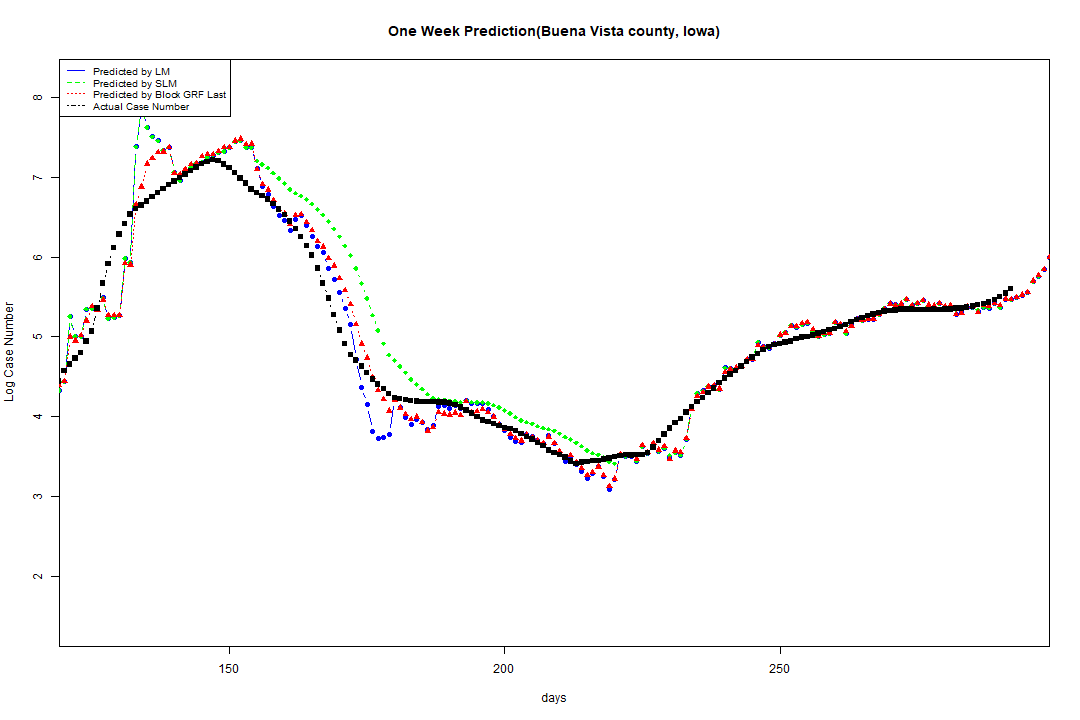 One Week Prediction(Buena Vista county, Iowa)
Predicted by LM
Predicted by SLM
Predicted by Block GRF Last
Actual Case Number
8
7
6
5
4
3
2
Log Case Number
150 200 250
days